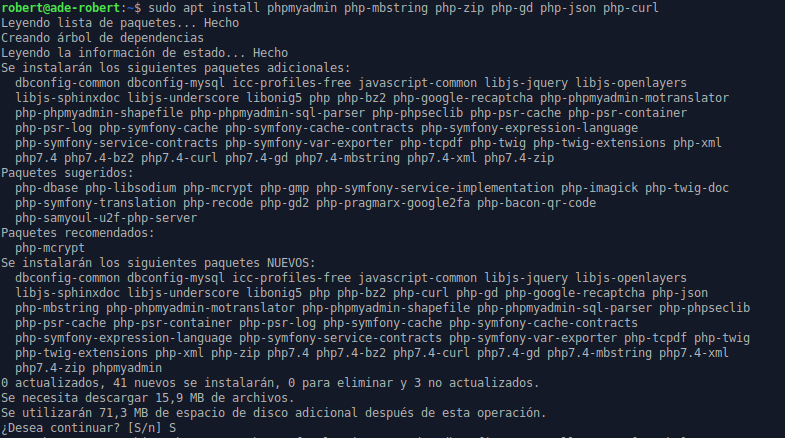 robert@ade-robert:~$ sudo apt install phpmyadmin php-mbstring php-zip php-gd php-json php-curl
Leyendo lista de paquetes... Hecho
Creando árbol de dependencias
Leyendo la información de estado... Hecho
Se instalarán los siguientes paquetes adicionales:
dbconfig-common dbconfig-mysql icc-profiles-free javascript-common libjs-jquery libjs-openlayers
libjs-sphinxdoc libjs-underscore libonig5 php php-bz2 php-google-recaptcha php-phpmyadmin-motranslator
php-phpmyadmin-shapefile php-phpmyadmin-sql-parser php-phpseclib php-psr-cache php-psr-container
php-psr-log php-symfony-cache php-symfony-cache-contracts php-symfony-expression-language
php-symfony-service-contracts php-symfony-var-exporter php-tcpdf php-twig php-twig-extensions php-xml
php7.4 php7.4-bz2 php7.4-curl php7.4-gd php7.4-mbstring php7.4-xml php7.4-zip
Paquetes sugeridos:
php-dbase php-libsodium php-mcrypt php-gmp php-symfony-service-implementation php-imagick php-twig-doc
php-symfony-translation php-recode php-gd2 php-pragmarx-google2fa php-bacon-qr-code
php-samyoul-u2f-php-server
Paquetes recomendados:
php-mcrypt
Se instalarán los siguientes paquetes NUEVOS:
dbconfig-common dbconfig-mysql icc-profiles-free javascript-common libjs-jquery libjs-openlayers
libjs-sphinxdoc libjs-underscore libonig5 php php-bz2 php-curl php-gd php-google-recaptcha php-json
php-mbstring php-phpmyadmin-motranslator php-phpmyadmin-shapefile php-phpmyadmin-sql-parser php-phpseclib
php-psr-cache php-psr-container php-psr-log php-symfony-cache php-symfony-cache-contracts
php-symfony-expression-language php-symfony-service-contracts php-symfony-var-exporter php-tcpdf php-twig
php-twig-extensions php-xml php-zip php7.4 php7.4-bz2 php7.4-curl php7.4-gd php7.4-mbstring php7.4-xml
php7.4-zip phpmyadmin
0 actualizados, 41 nuevos se instalarán, 0 para eliminar y 3 no actualizados.
Se necesita descargar 15,9 MB de archivos.
Se utilizarán 71,3 MB de espacio de disco adicional después de esta operación.
¿Desea continuar? [S/n] S